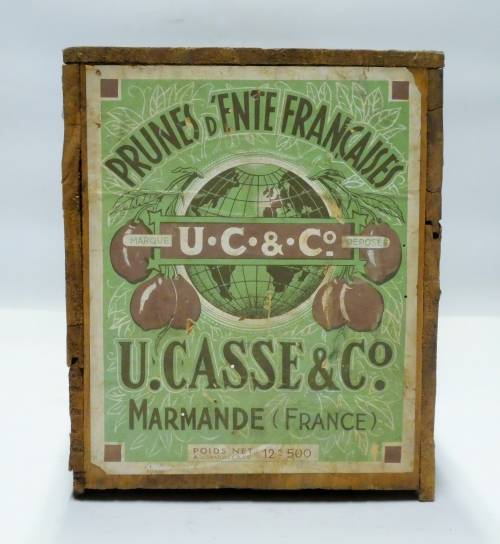 PRUNES D'ENTE FRANÇAISES
MARQUE U·C·&·Cº DÉPOSÉE
U.CASSE&Cº.
MARMANDE (FRANCE)
POIDS NET 12 500